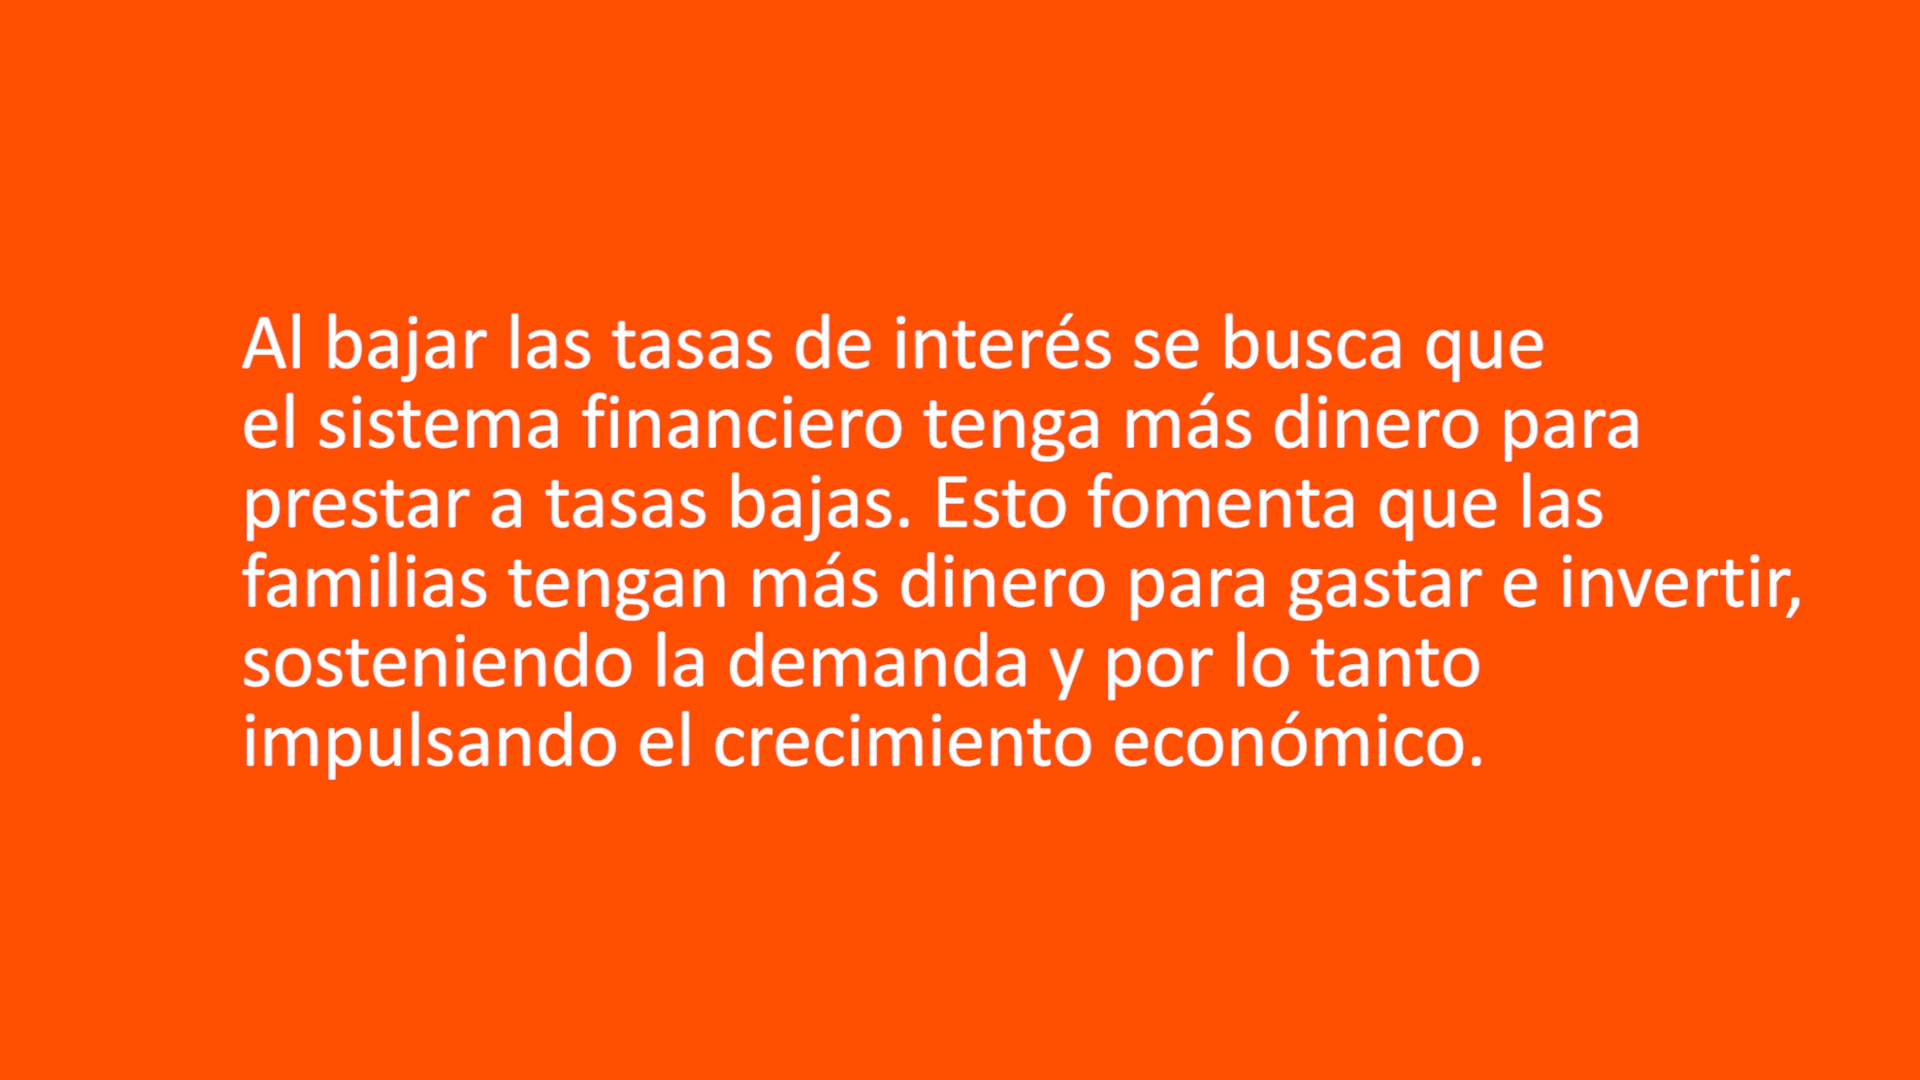 Al bajar las tasas de interés se busca que
el sistema financiero tenga más dinero para
prestar a tasas bajas. Esto fomenta que las
familias tengan más dinero para gastar e invertir,
sosteniendo la demanda y por lo tanto
impulsando el crecimiento económico.